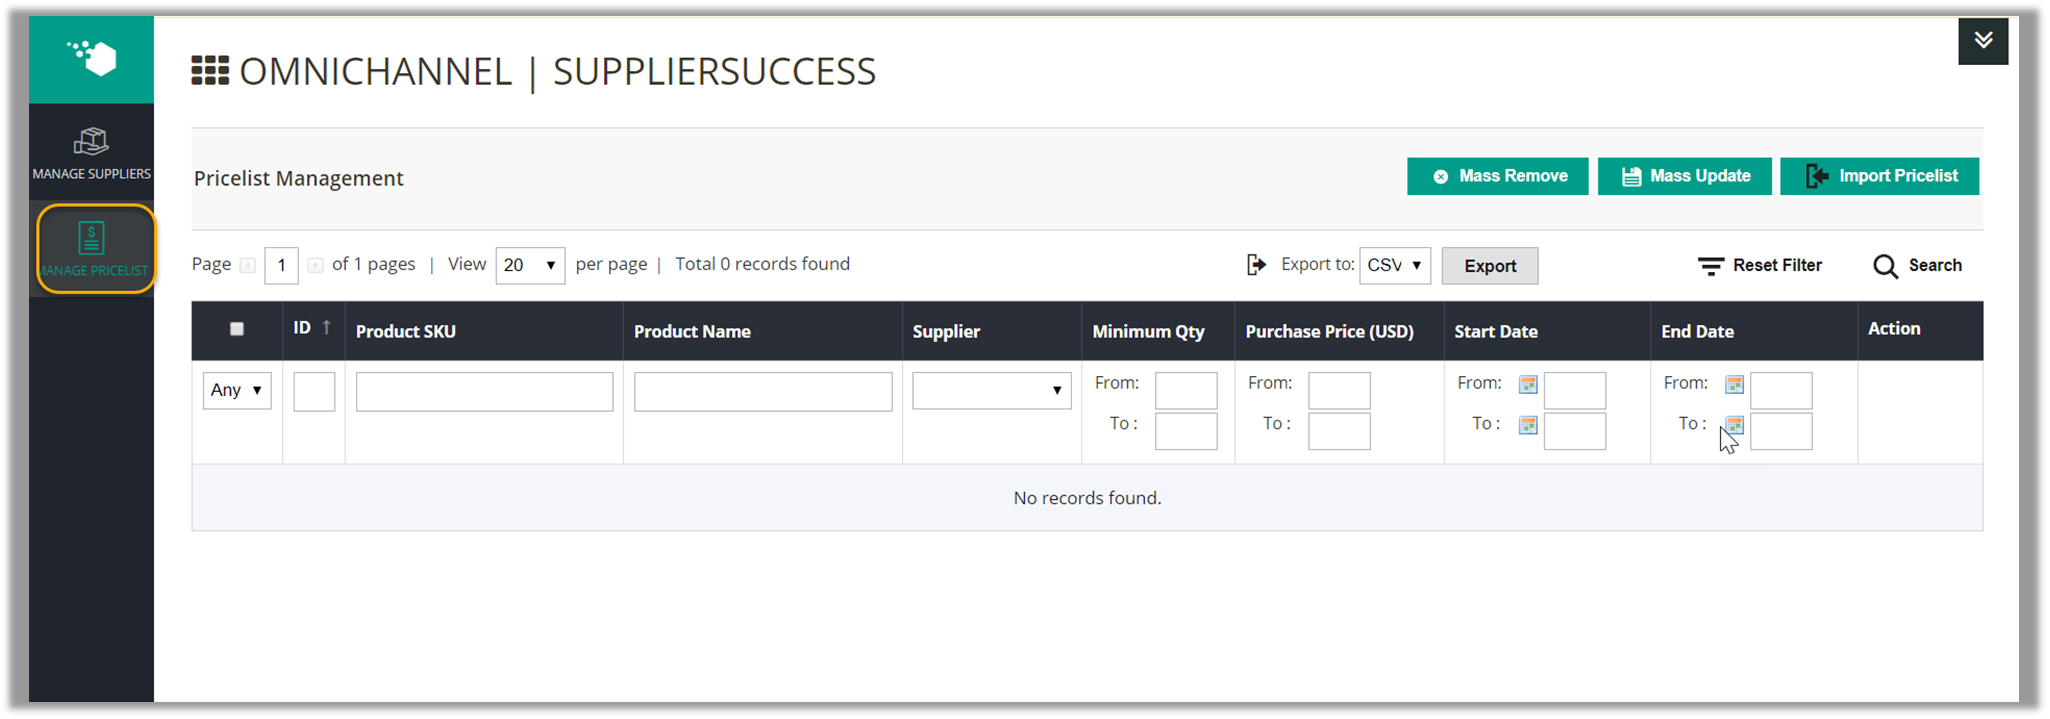 OMNICHANNEL | SUPPLIERSUCCESS
MANAGE SUPPLIERS
MANAGE PRICELIST
Pricelist Management
Mass Remove
Mass Update
Import Pricelist
Page 1 of 1 pages | View 20 per page | Total 0 records found
Export to: CSV Export
Reset Filter
Search
ID Product SKU Product Name Supplier Minimum Qty Purchase Price (USD) Start Date End Date Action
Any From: From: From: From:
To : To : To : To :
No records found.